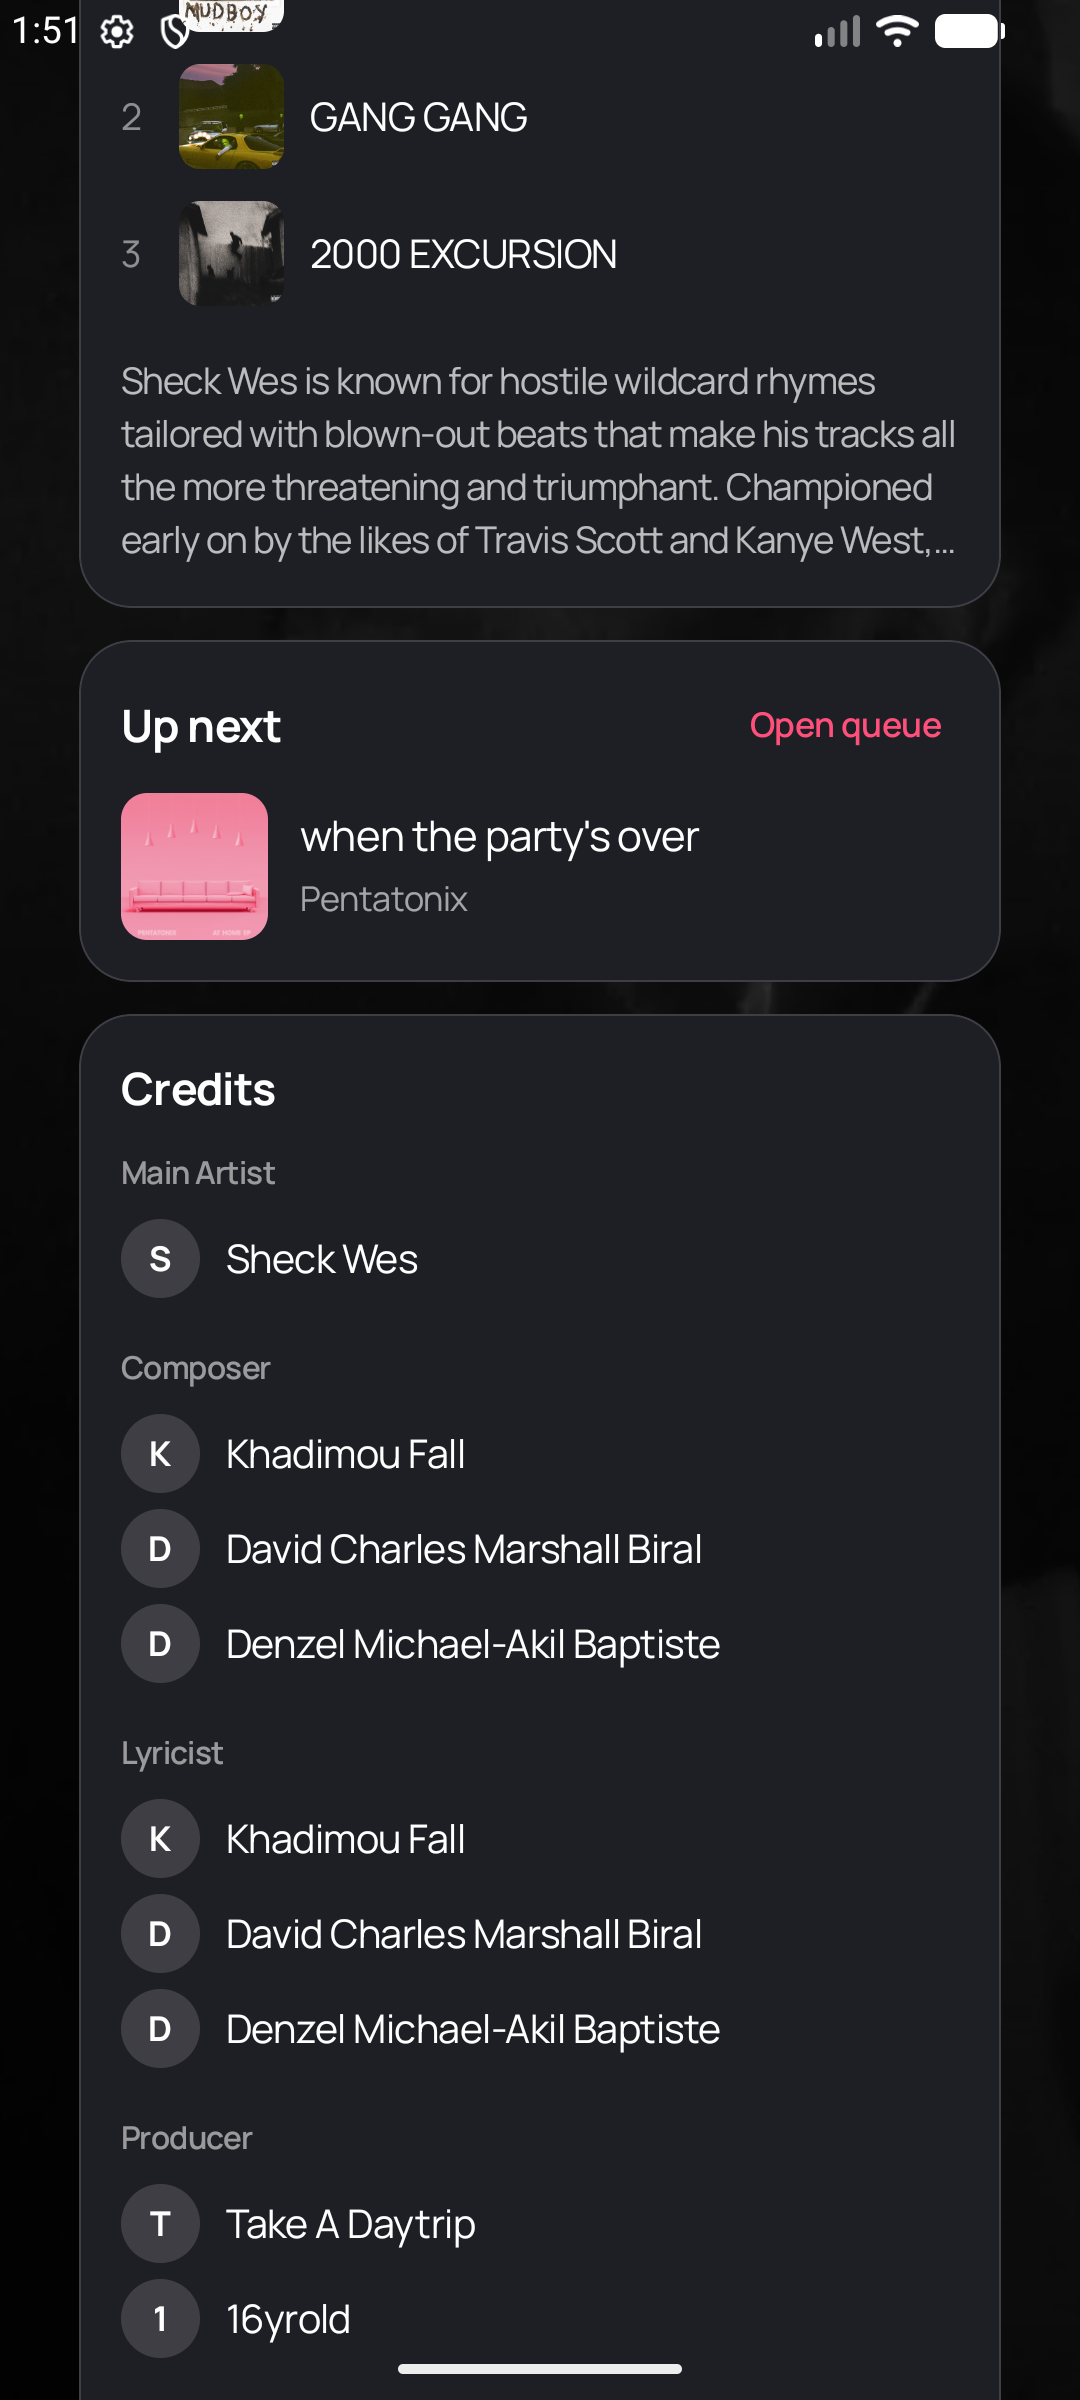 MUDBOY
1:51
2
GANG GANG
3
2000 EXCURSION
Sheck Wes is known for hostile wildcard rhymes
tailored with blown-out beats that make his tracks all
the more threatening and triumphant. Championed
early on by the likes of Travis Scott and Kanye West,...
Up next
Open queue
when the party's over
Pentatonix
PENTATONIX
AT HOME EP
Credits
Main Artist
S
Sheck Wes
Composer
K
Khadimou Fall
D
David Charles Marshall Biral
D
Denzel Michael-Akil Baptiste
Lyricist
K
Khadimou Fall
D
David Charles Marshall Biral
D
Denzel Michael-Akil Baptiste
Producer
T
Take A Daytrip
1
16yrold